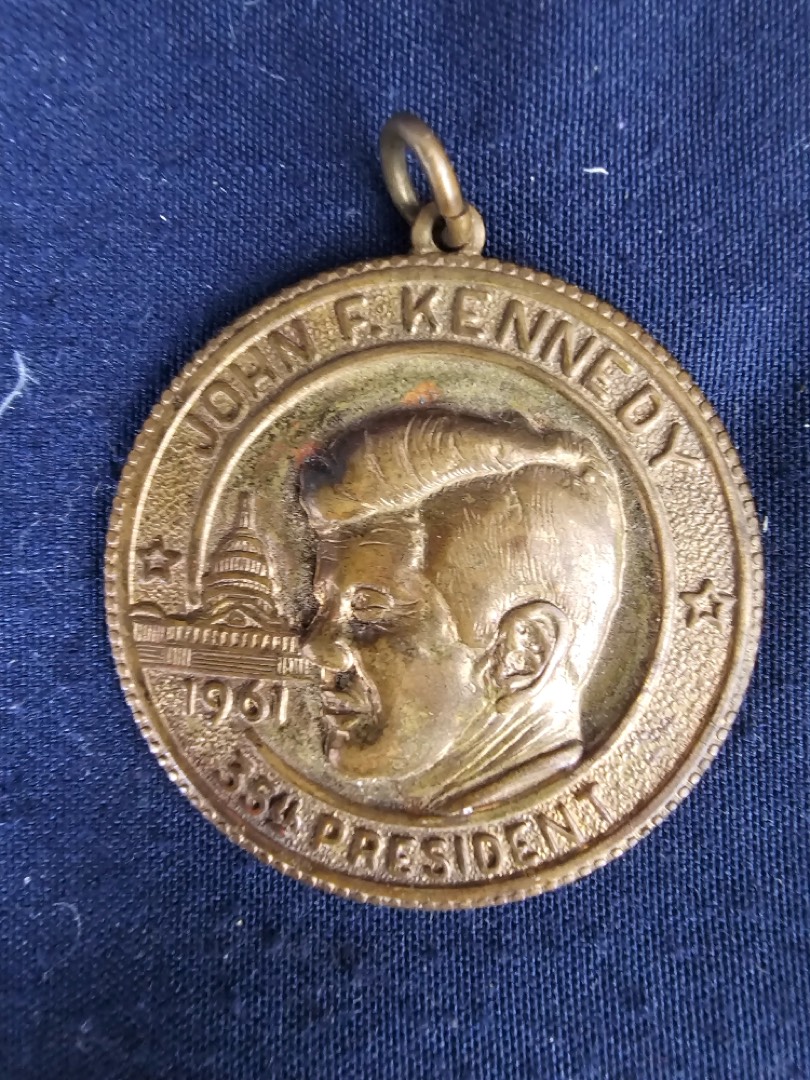 JOHN F. KENNEDY
1961
35th PRESIDENT